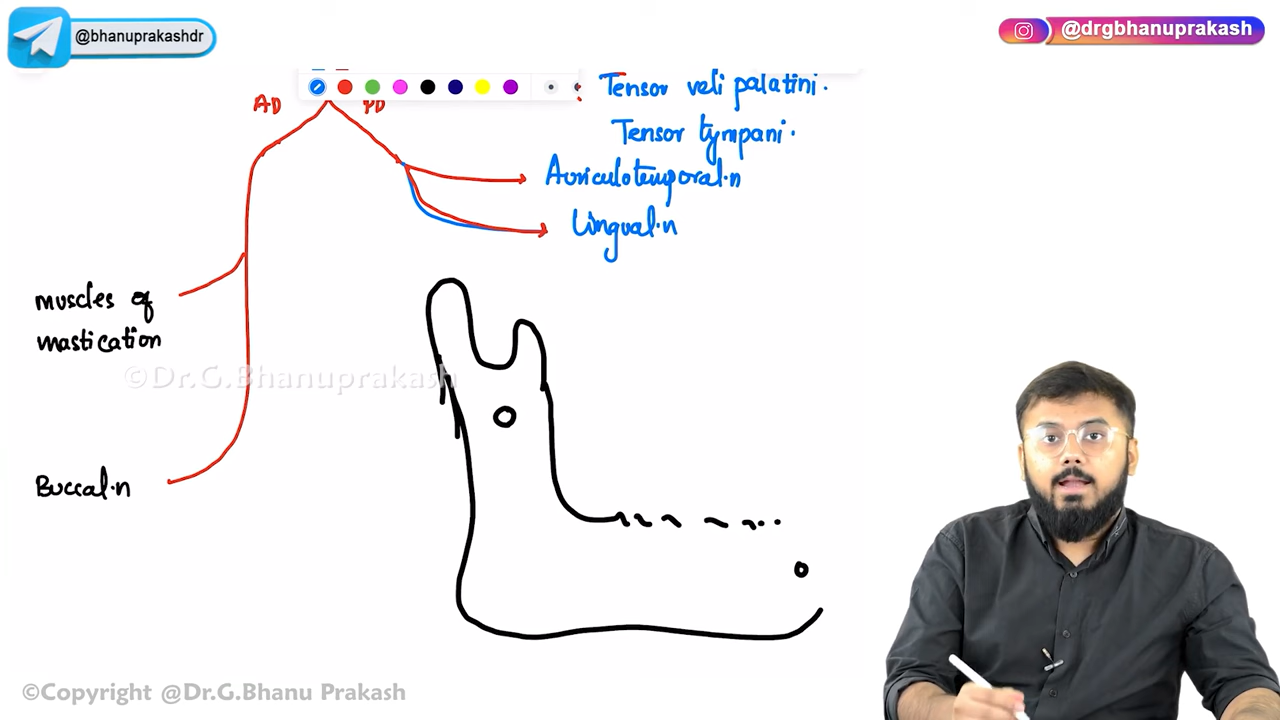 @bhanuprakashdr
@drgbhanuprakash
AD
PD
Tensor veli palatini.
Tensor tympani.
Auriculotemporal.n
Lingual.n
muscles of
mastication
©Dr.G.Bhanuprakash
Buccal.n
©Copyright @Dr.G.Bhanu Prakash